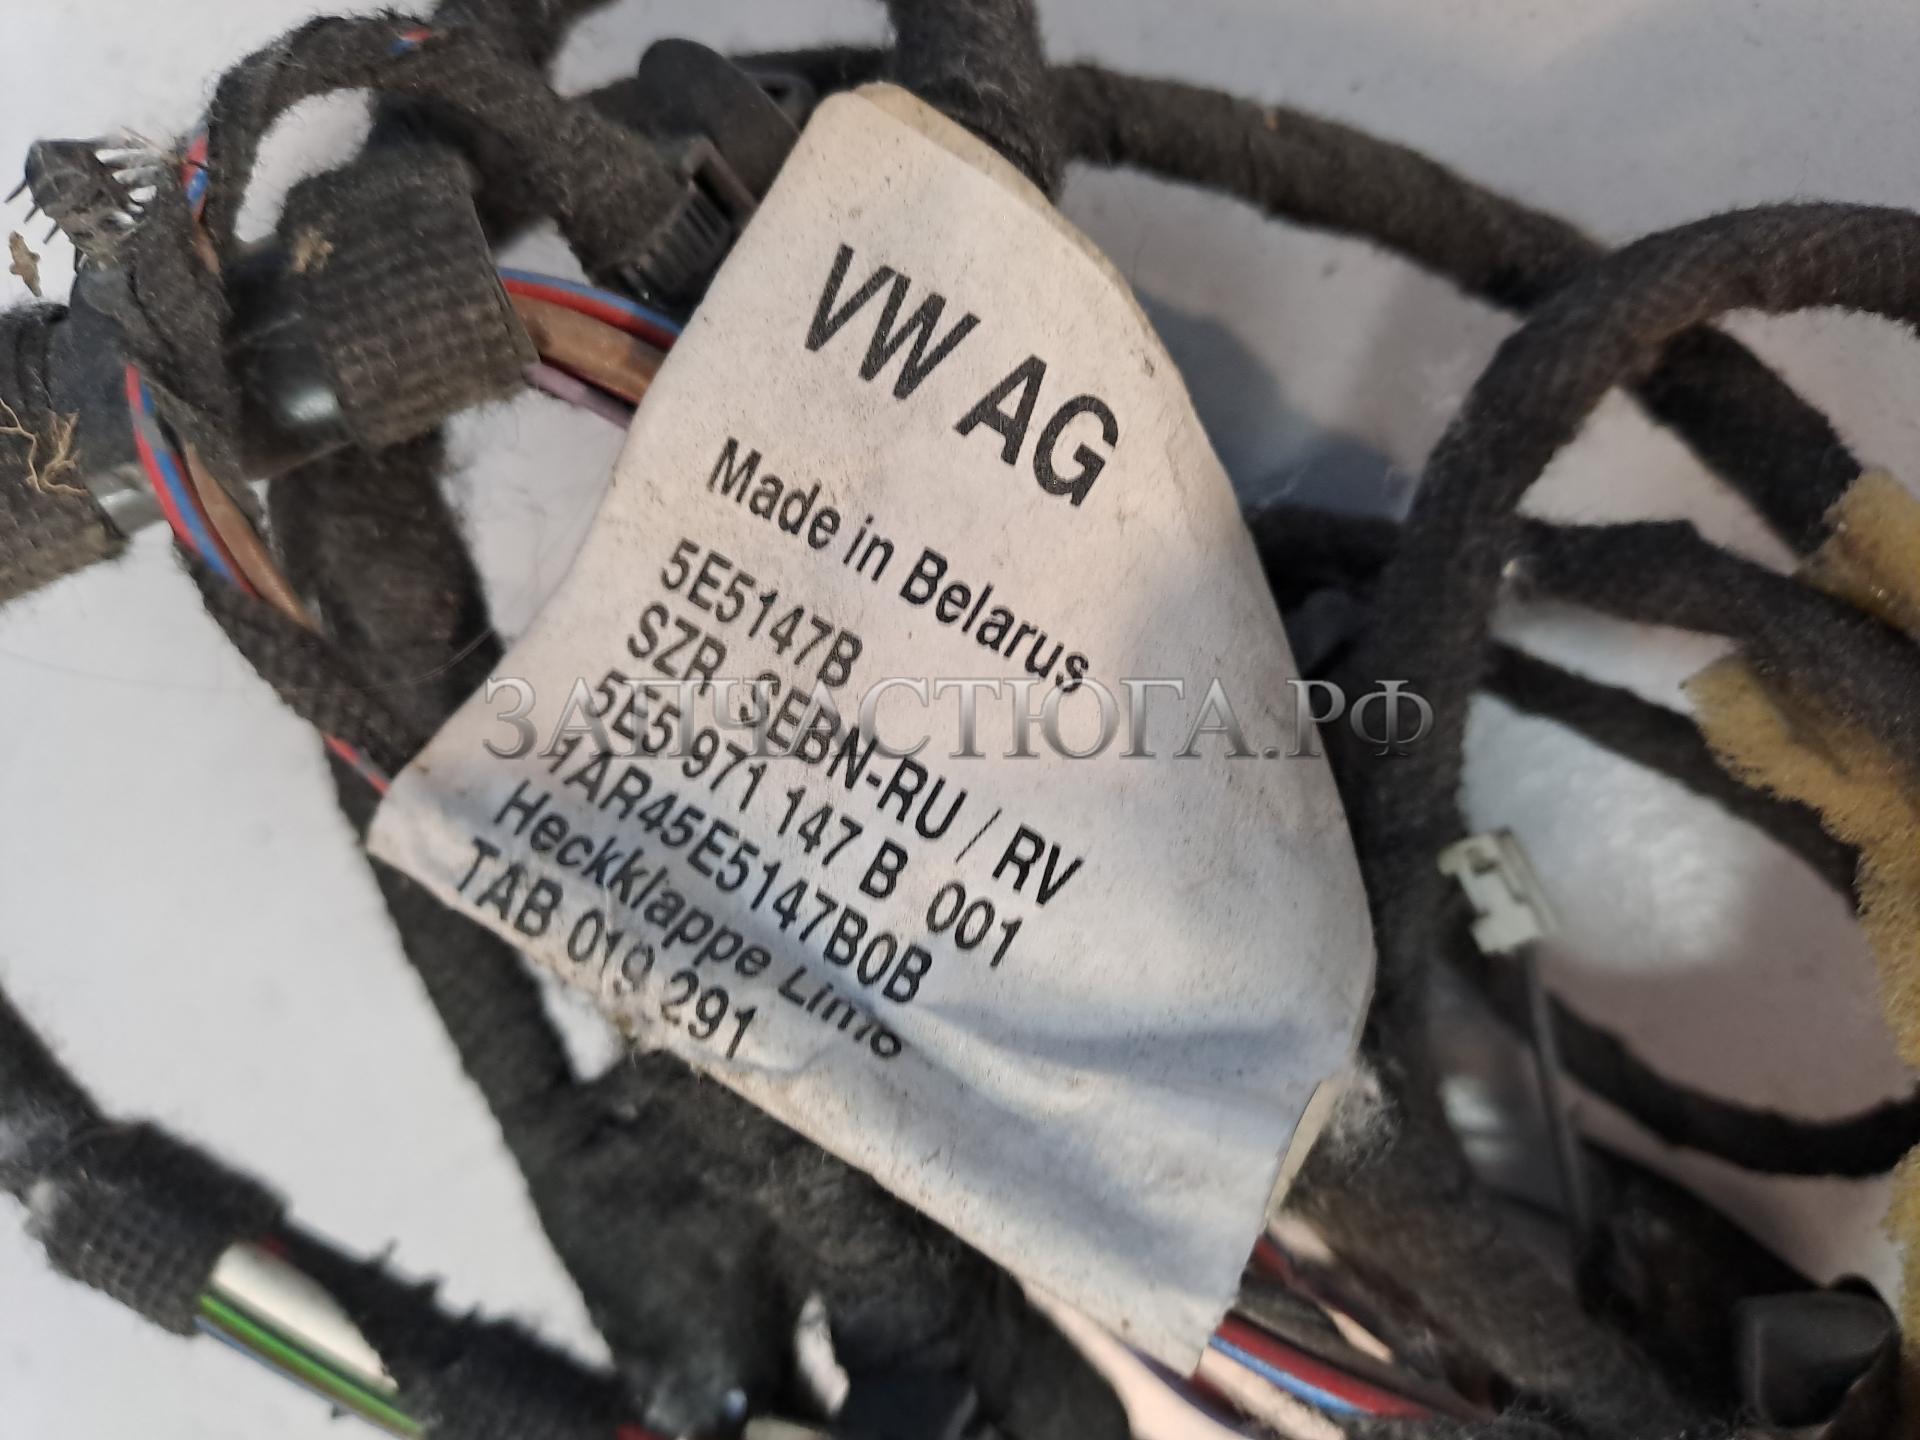 VW AG
Made in Belarus
5E5147B
SZR SEBN-RU / RV
5E5 971 147 B 001
1AR45E5147B0B
Heckklappe Limo
TAB 019 291
ЗАПЧАСТЮГА.РФ